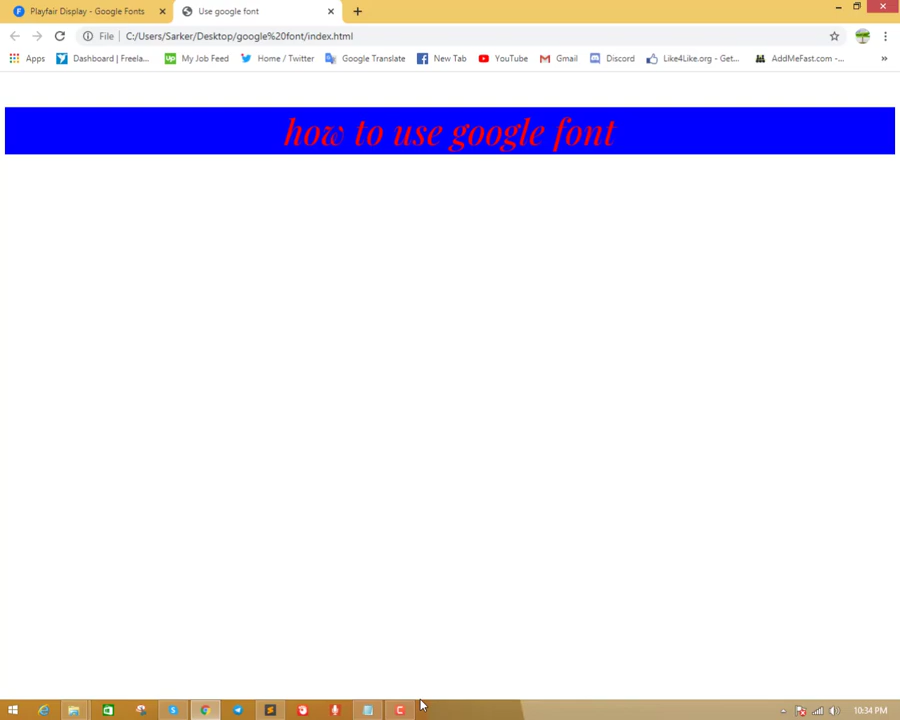 Playfair Display - Google Fonts
Use google font
File C:/Users/Sarker/Desktop/google%20font/index.html
Apps Dashboard | Freela... My Job Feed Home / Twitter Google Translate New Tab YouTube Gmail Discord Like4Like.org - Get... AddMeFast.com -... »
how to use google font
10:34 PM